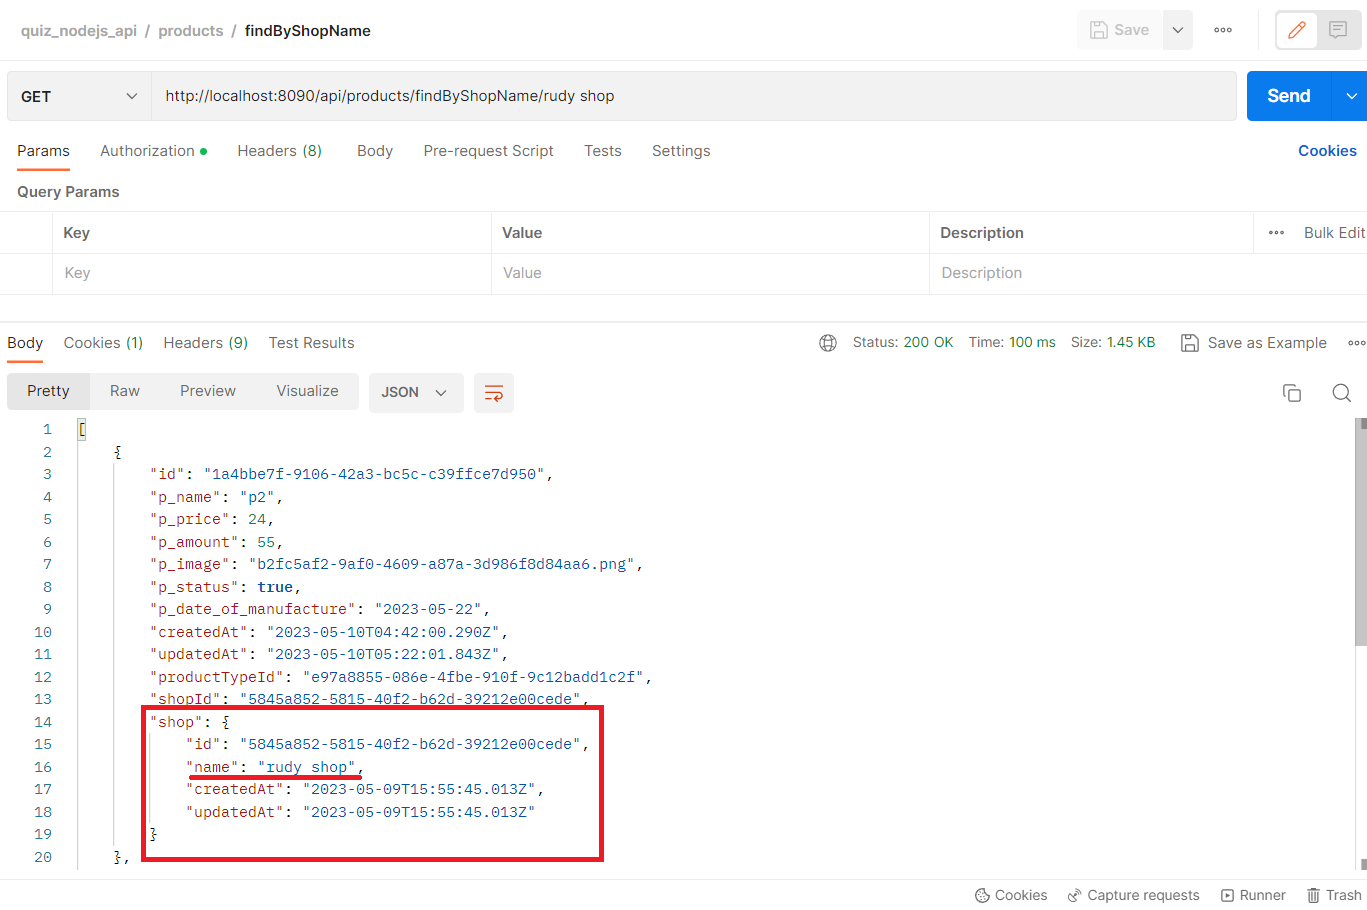 quiz_nodejs_api / products / findByShopName
Save
GET
http://localhost:8090/api/products/findByShopName/rudy shop
Send
Params Authorization Headers (8) Body Pre-request Script Tests Settings Cookies
Query Params
Key Value Description Bulk Edit
Key Value Description
Body Cookies (1) Headers (9) Test Results Status: 200 OK Time: 100 ms Size: 1.45 KB Save as Example
Pretty Raw Preview Visualize JSON
1 [
2 {
3 "id": "1a4bbe7f-9106-42a3-bc5c-c39ffce7d950",
4 "p_name": "p2",
5 "p_price": 24,
6 "p_amount": 55,
7 "p_image": "b2fc5af2-9af0-4609-a87a-3d986f8d84aa6.png",
8 "p_status": true,
9 "p_date_of_manufacture": "2023-05-22",
10 "createdAt": "2023-05-10T04:42:00.290Z",
11 "updatedAt": "2023-05-10T05:22:01.843Z",
12 "productTypeId": "e97a8855-086e-4fbe-910f-9c12badd1c2f",
13 "shopId": "5845a852-5815-40f2-b62d-39212e00cede",
14 "shop": {
15 "id": "5845a852-5815-40f2-b62d-39212e00cede",
16 "name": "rudy shop",
17 "createdAt": "2023-05-09T15:55:45.013Z",
18 "updatedAt": "2023-05-09T15:55:45.013Z"
19 }
20 },
Cookies Capture requests Runner Trash